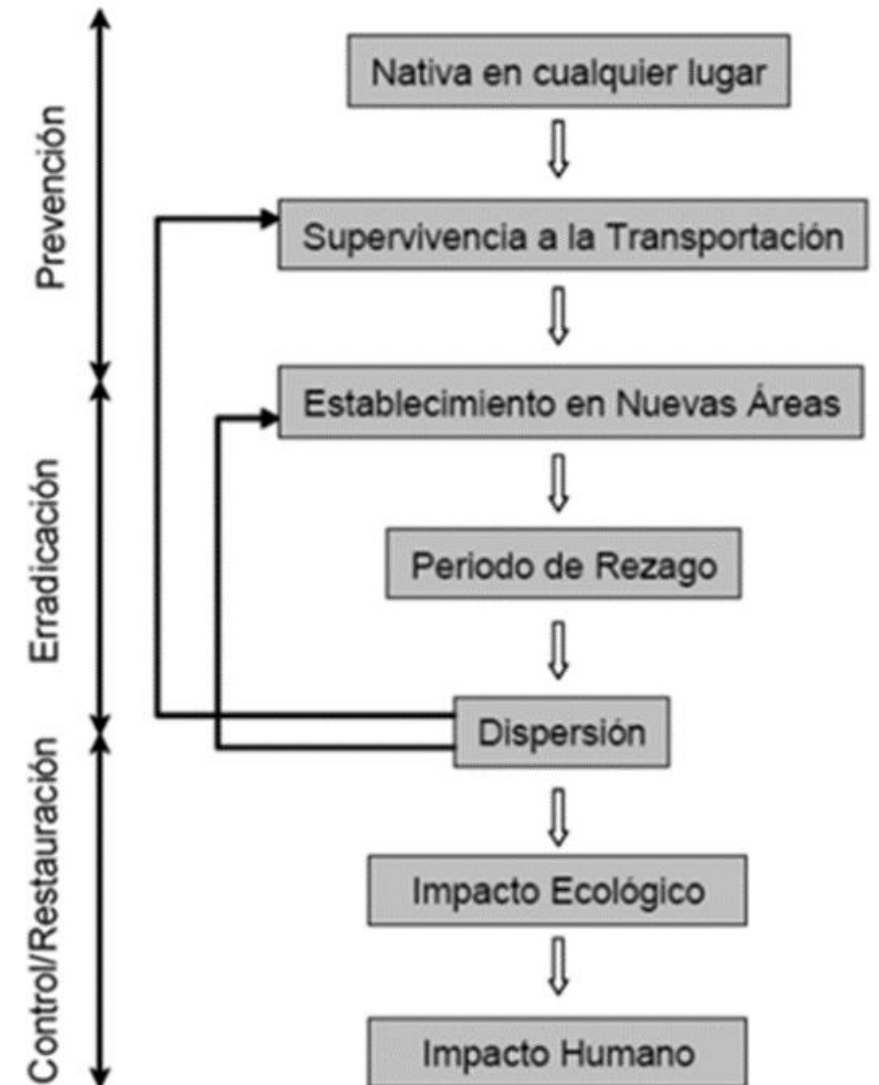 Prevención
Erradicación
Control/Restauración
Nativa en cualquier lugar
Supervivencia a la Transportación
Establecimiento en Nuevas Áreas
Periodo de Rezago
Dispersión
Impacto Ecológico
Impacto Humano